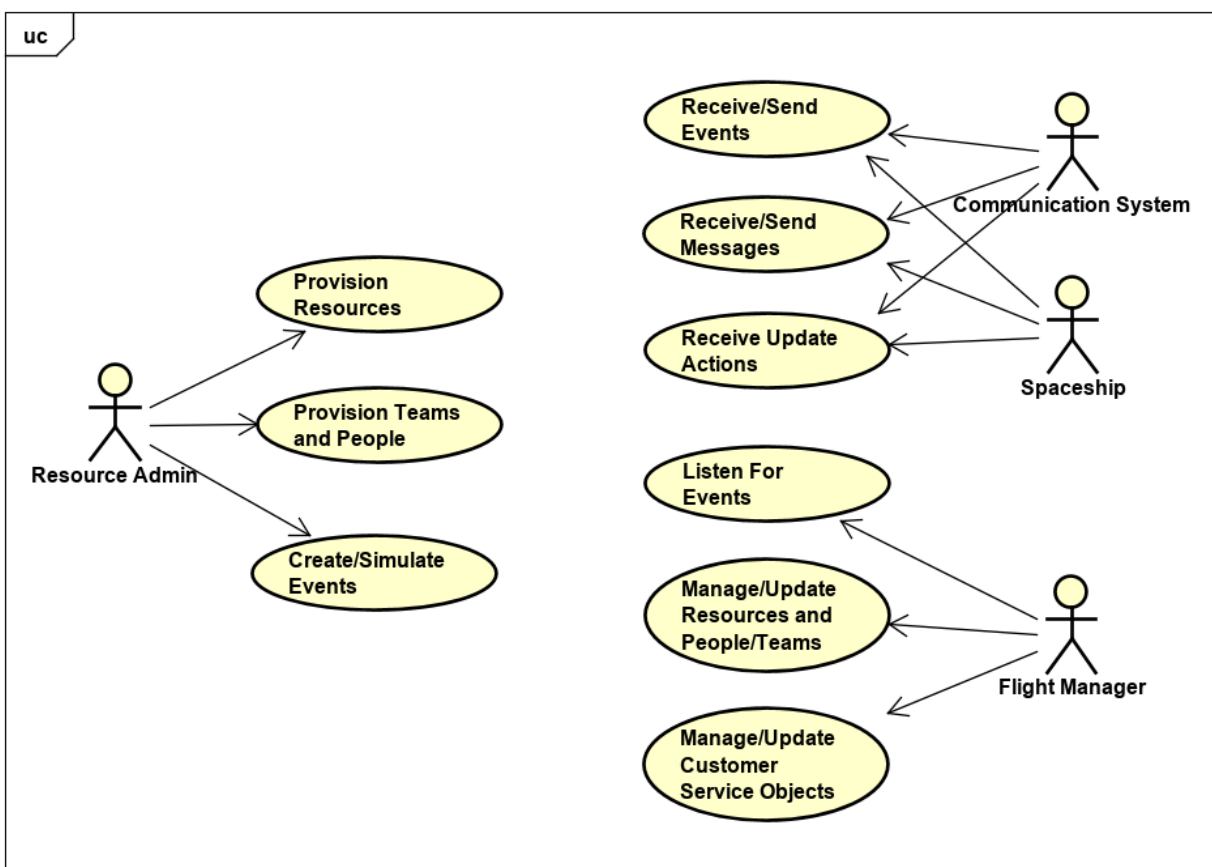 uc
Receive/Send
Events
Communication System
Receive/Send
Messages
Provision
Resources
Receive Update
Actions
Spaceship
Provision Teams
and People
Resource Admin
Listen For
Events
Create/Simulate
Events
Manage/Update
Resources and
People/Teams
Flight Manager
Manage/Update
Customer
Service Objects